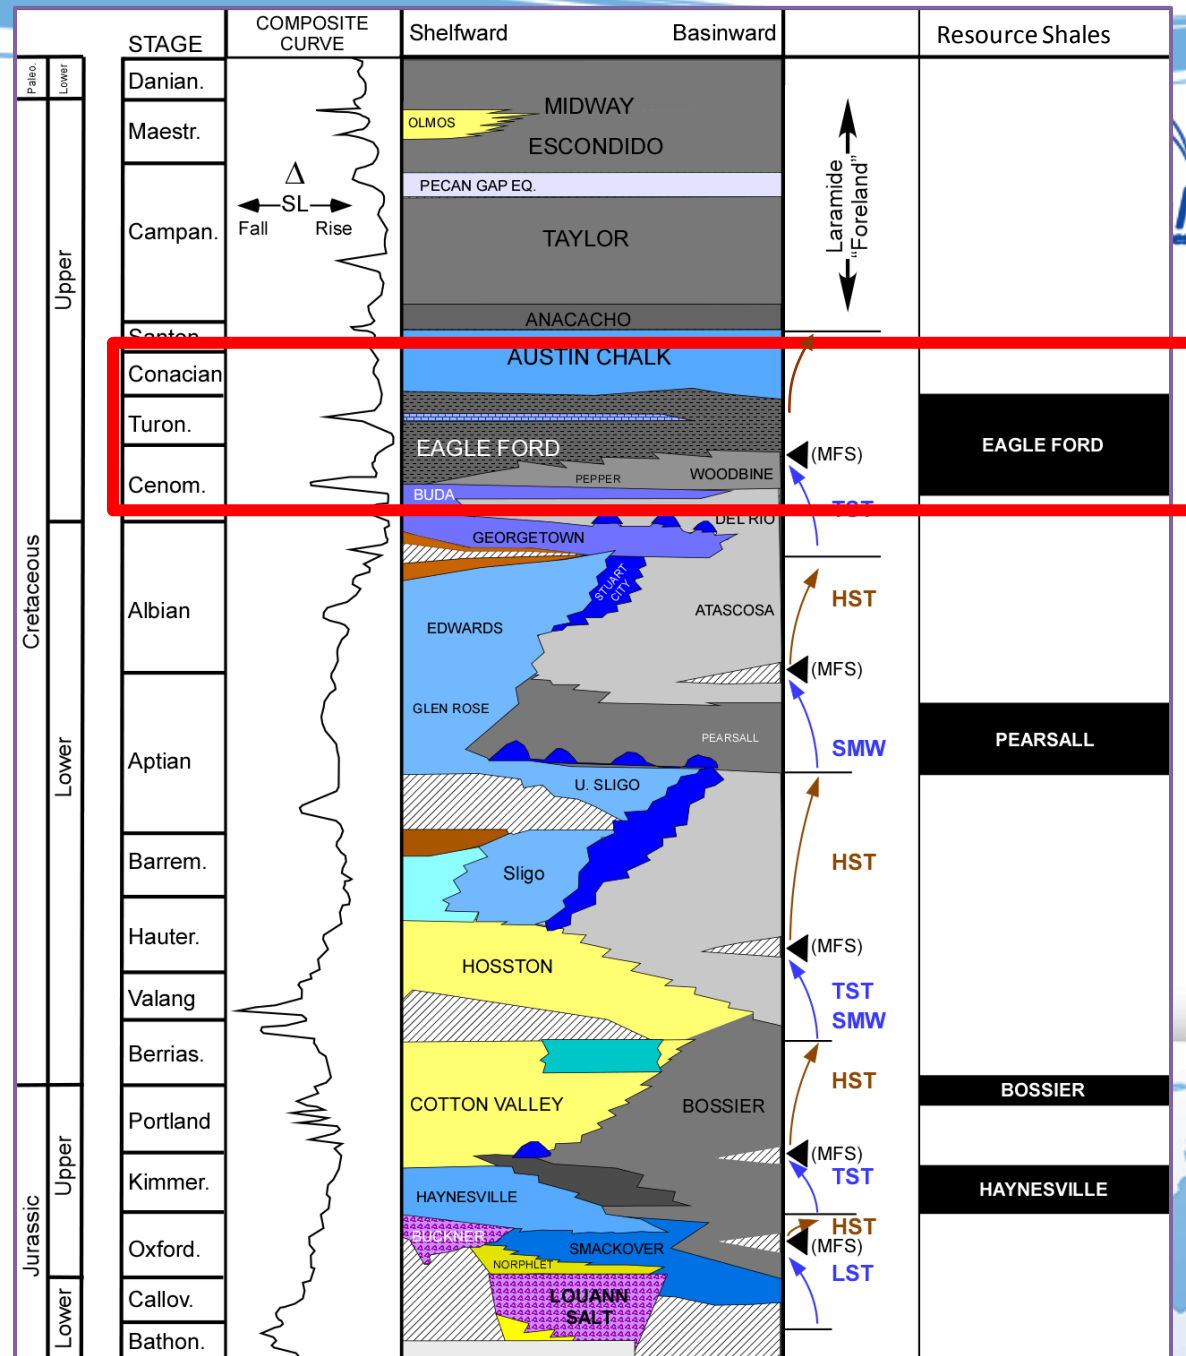 STAGE
COMPOSITE
CURVE
Shelfward
Basinward
Resource Shales
Paleo.
Lower
Cretaceous
Upper
Lower
Jurassic
Upper
Lower
Danian.
Maestr.
Campan.
Santon.
Conacian
Turon.
Cenom.
Albian
Aptian
Barrem.
Hauter.
Valang
Berrias.
Portland
Kimmer.
Oxford.
Callov.
Bathon.
Δ
SL
Fall
Rise
MIDWAY
OLMOS
ESCONDIDO
PECAN GAP EQ.
TAYLOR
ANACACHO
AUSTIN CHALK
EAGLE FORD
WOODBINE
PEPPER
BUDA
DEL RIO
GEORGETOWN
STUART
CITY
ATASCOSA
EDWARDS
GLEN ROSE
PEARSALL
U. SLIGO
Sligo
HOSSTON
COTTON VALLEY
BOSSIER
HAYNESVILLE
BUCKNER
SMACKOVER
NORPHLET
LOUANN
SALT
Laramide
"Foreland"
(MFS)
TST
HST
(MFS)
SMW
HST
(MFS)
TST
SMW
HST
(MFS)
TST
HST
(MFS)
LST
EAGLE FORD
PEARSALL
BOSSIER
HAYNESVILLE